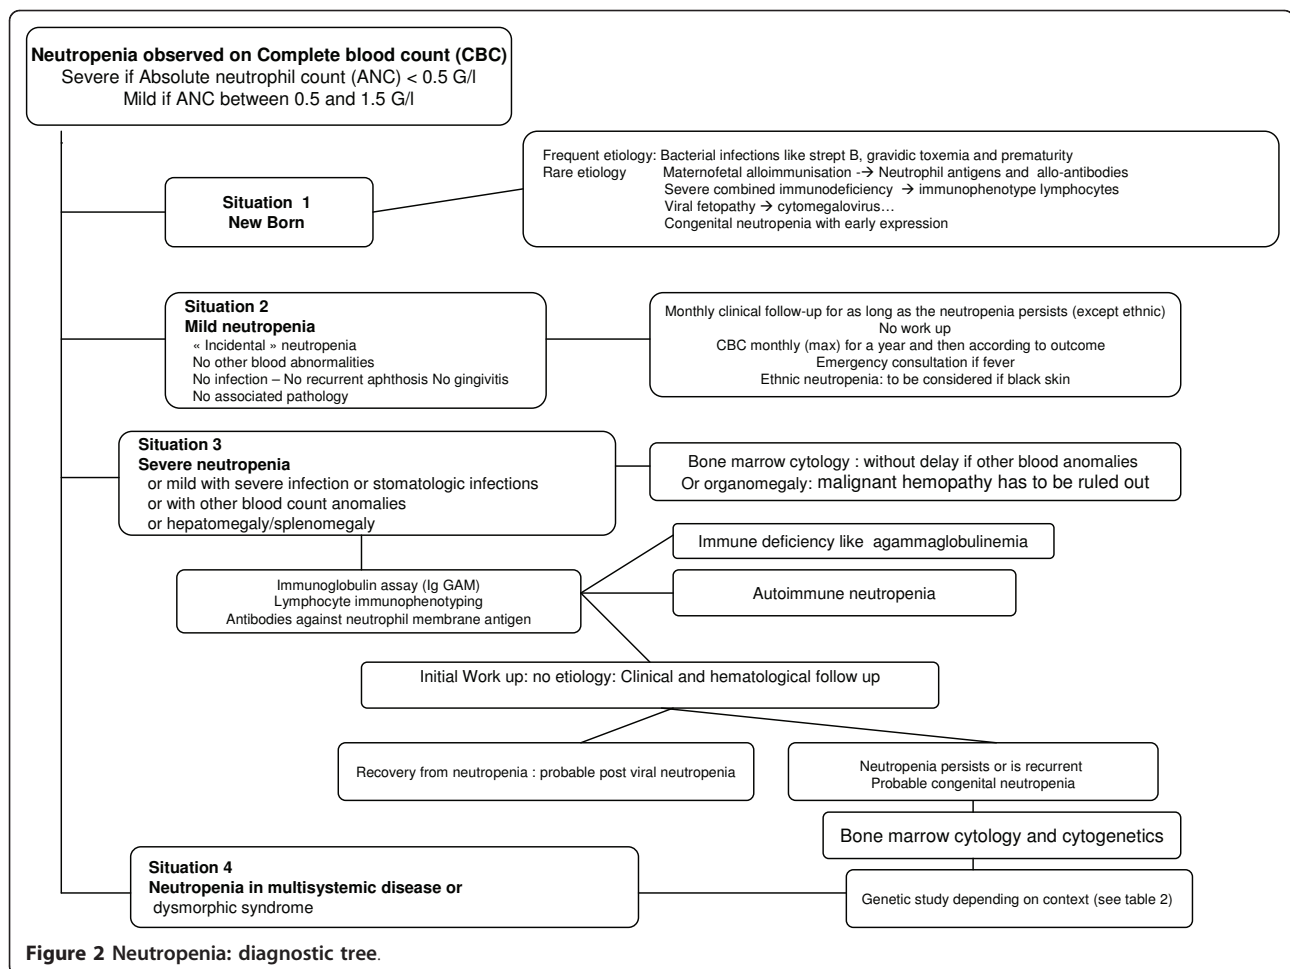 Neutropenia observed on Complete blood count (CBC)
Severe if Absolute neutrophil count (ANC) < 0.5 G/l
Mild if ANC between 0.5 and 1.5 G/l
Situation 1
New Born
Frequent etiology: Bacterial infections like strept B, gravidic toxemia and prematurity
Rare etiology Maternofetal alloimmunisation -→ Neutrophil antigens and allo-antibodies
Severe combined immunodeficiency → immunophenotype lymphocytes
Viral fetopathy → cytomegalovirus…
Congenital neutropenia with early expression
Situation 2
Mild neutropenia
« Incidental » neutropenia
No other blood abnormalities
No infection – No recurrent aphthosis No gingivitis
No associated pathology
Monthly clinical follow-up for as long as the neutropenia persists (except ethnic)
No work up
CBC monthly (max) for a year and then according to outcome
Emergency consultation if fever
Ethnic neutropenia: to be considered if black skin
Situation 3
Severe neutropenia
or mild with severe infection or stomatologic infections
or with other blood count anomalies
or hepatomegaly/splenomegaly
Bone marrow cytology : without delay if other blood anomalies
Or organomegaly: malignant hemopathy has to be ruled out
Immune deficiency like agammaglobulinemia
Immunoglobulin assay (Ig GAM)
Lymphocyte immunophenotyping
Antibodies against neutrophil membrane antigen
Autoimmune neutropenia
Initial Work up: no etiology: Clinical and hematological follow up
Recovery from neutropenia : probable post viral neutropenia
Neutropenia persists or is recurrent
Probable congenital neutropenia
Bone marrow cytology and cytogenetics
Situation 4
Neutropenia in multisystemic disease or
dysmorphic syndrome
Genetic study depending on context (see table 2)
Figure 2 Neutropenia: diagnostic tree.